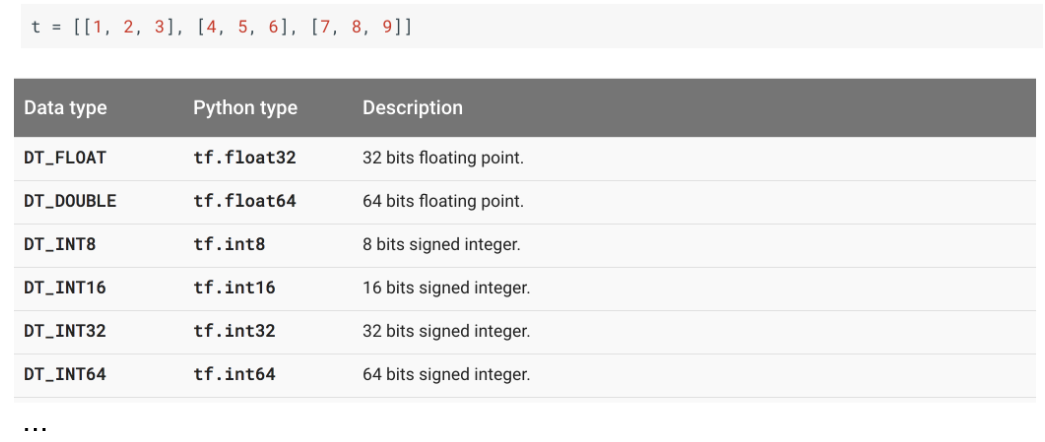 t = [[1, 2, 3], [4, 5, 6], [7, 8, 9]]
Data type Python type Description
DT_FLOAT tf.float32 32 bits floating point.
DT_DOUBLE tf.float64 64 bits floating point.
DT_INT8 tf.int8 8 bits signed integer.
DT_INT16 tf.int16 16 bits signed integer.
DT_INT32 tf.int32 32 bits signed integer.
DT_INT64 tf.int64 64 bits signed integer.
...